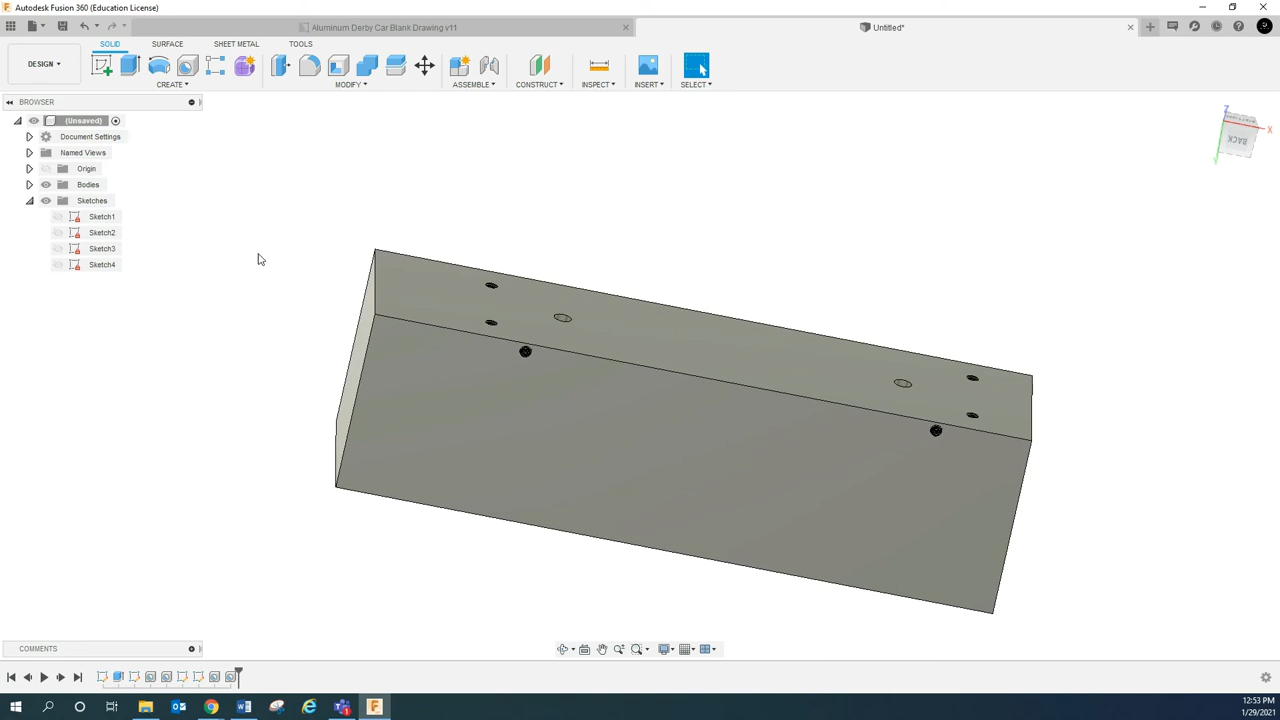 Autodesk Fusion 360 (Education License)
Aluminum Derby Car Blank Drawing v11
Untitled*
SOLID SURFACE SHEET METAL TOOLS
DESIGN
CREATE MODIFY ASSEMBLE CONSTRUCT INSPECT INSERT SELECT
BROWSER
(Unsaved)
Document Settings
Named Views
Origin
Bodies
Sketches
Sketch1
Sketch2
Sketch3
Sketch4
Z
X
BACK
Y
COMMENTS
12:53 PM
1/29/2021